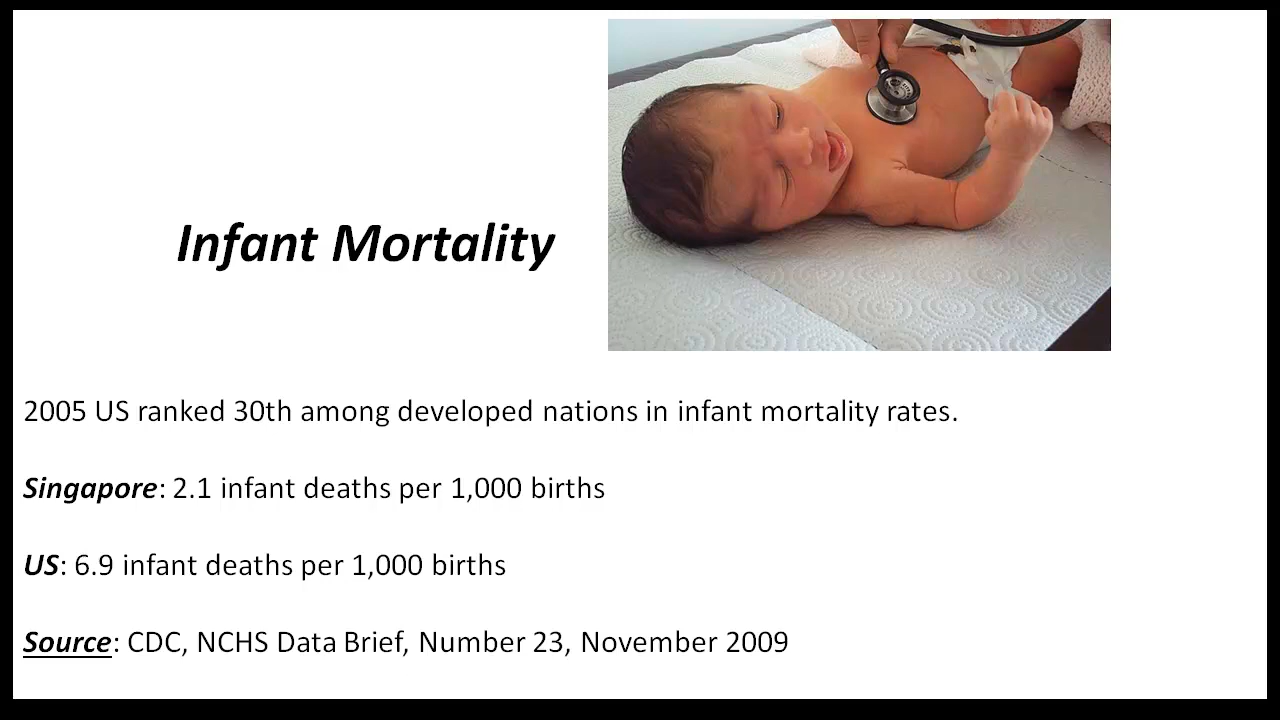 Infant Mortality
2005 US ranked 30th among developed nations in infant mortality rates.
Singapore: 2.1 infant deaths per 1,000 births
US: 6.9 infant deaths per 1,000 births
Source: CDC, NCHS Data Brief, Number 23, November 2009